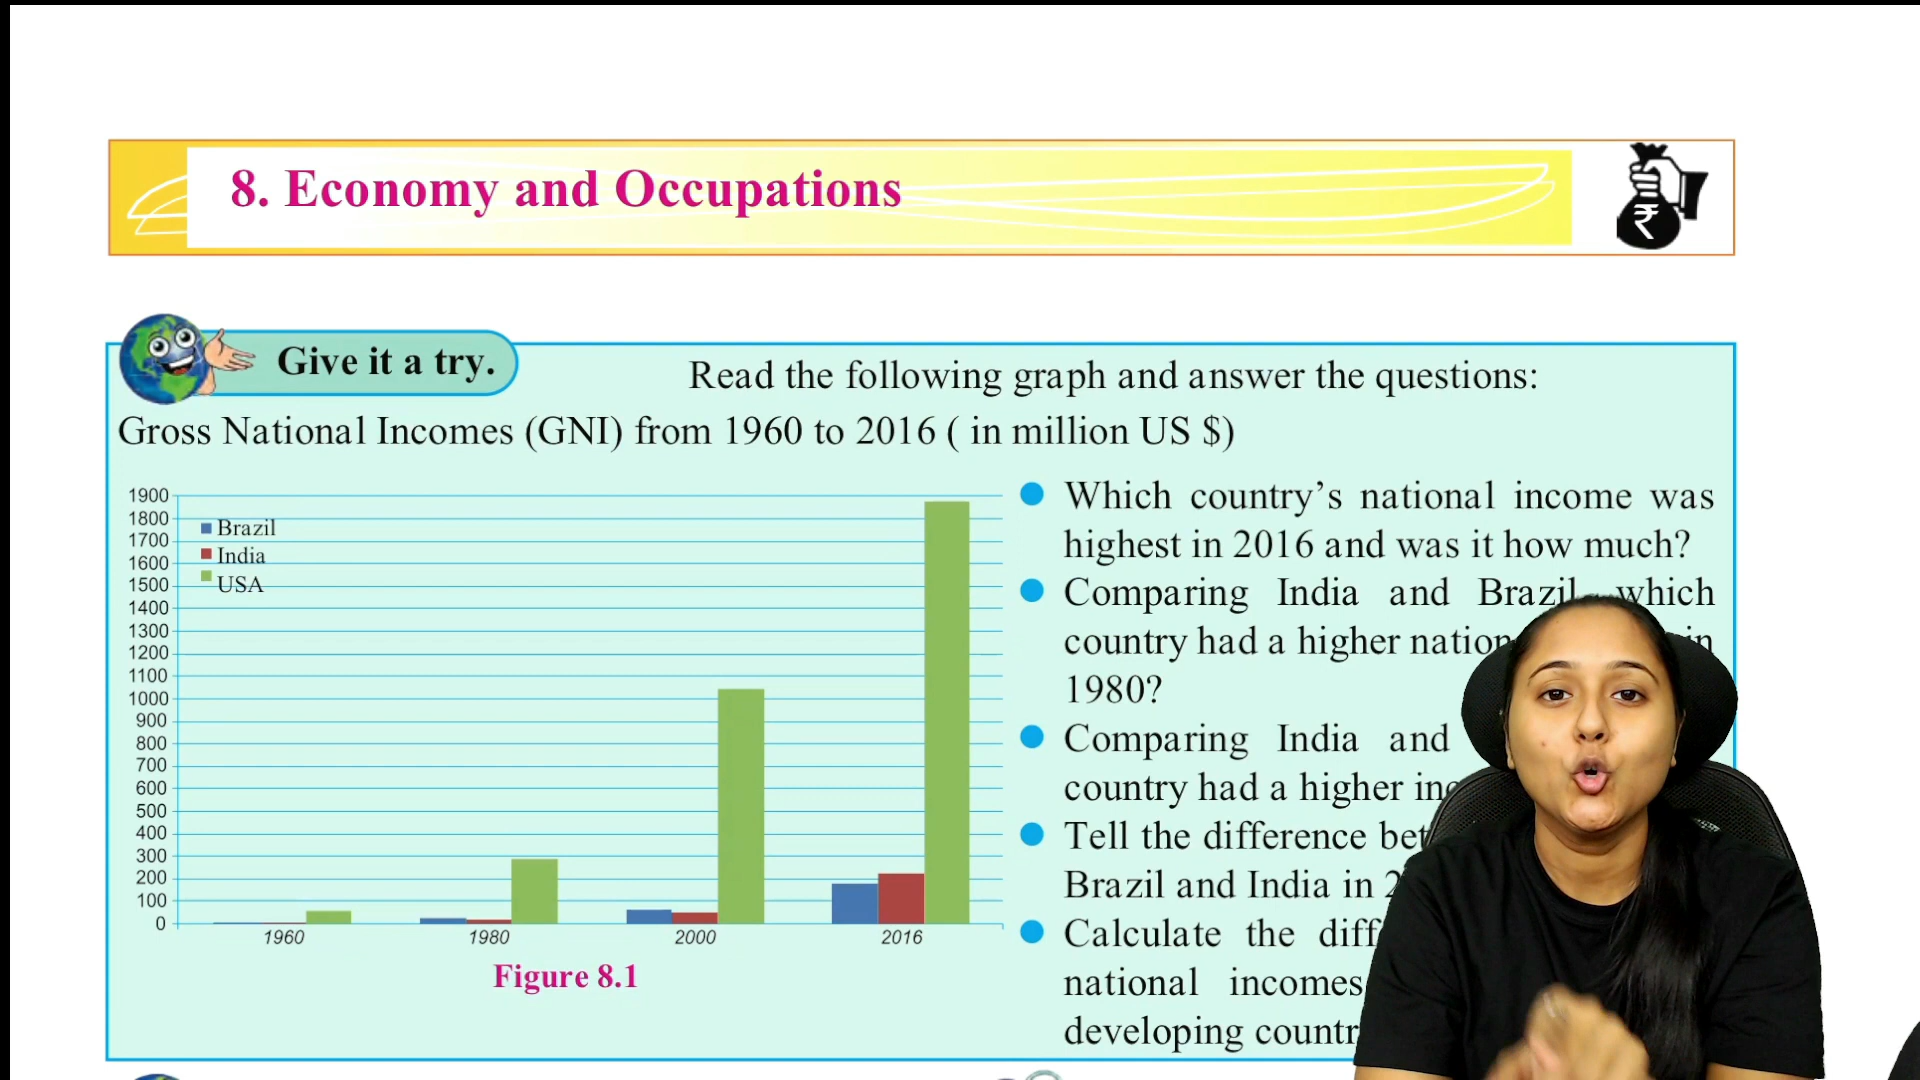 8. Economy and Occupations
₹
Give it a try.
Read the following graph and answer the questions:
Gross National Incomes (GNI) from 1960 to 2016 ( in million US $)
1900
1800
1700
1600
1500
1400
1300
1200
1100
1000
900
800
700
600
500
400
300
200
100
0
Brazil
India
USA
1960 1980 2000 2016
Figure 8.1
Which country’s national income was
highest in 2016 and was it how much?
Comparing India and Brazil, which
country had a higher in
1980?
Comparing India and
country had a higher
Tell the difference
Brazil and India in
Calculate the
national incomes
developing